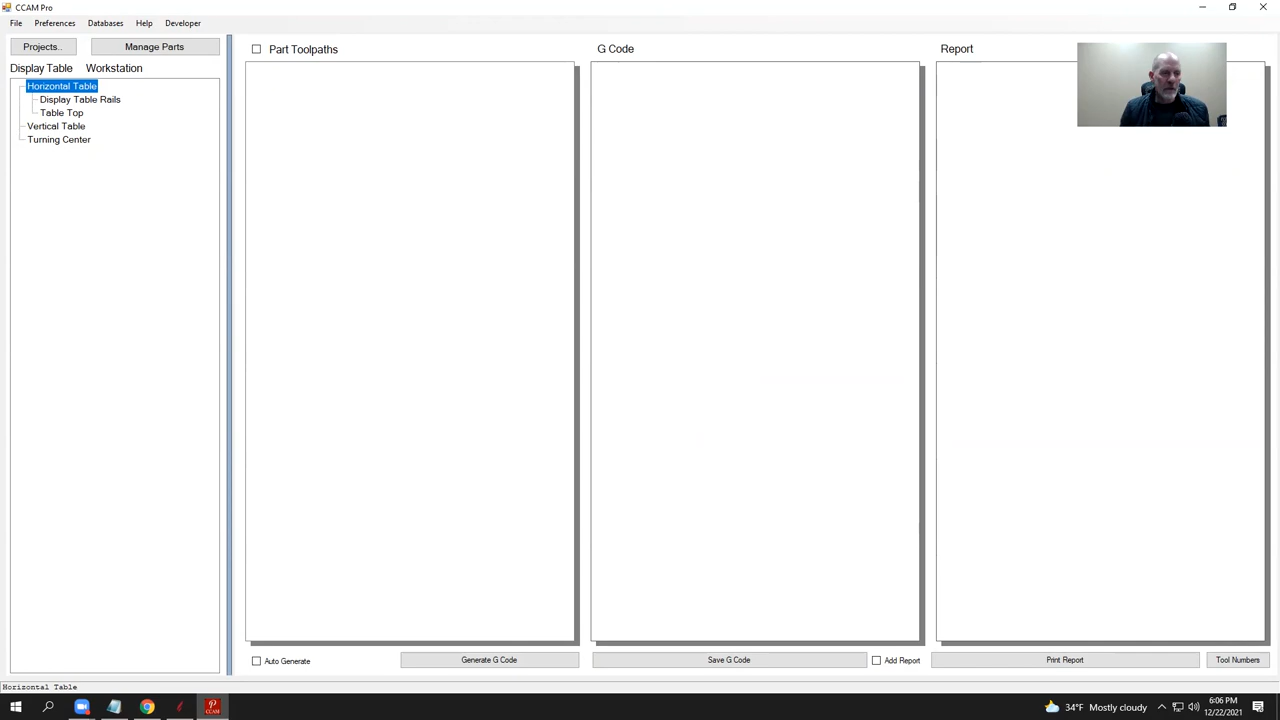 CCAM Pro
File Preferences Databases Help Developer
Projects.. Manage Parts
Part Toolpaths
G Code
Report
Display Table Workstation
Horizontal Table
Display Table Rails
Table Top
Vertical Table
Turning Center
Auto Generate
Generate G Code
Save G Code
Add Report
Print Report
Tool Numbers
Horizontal Table
P
CCAM
34°F Mostly cloudy
6:06 PM
12/22/2021